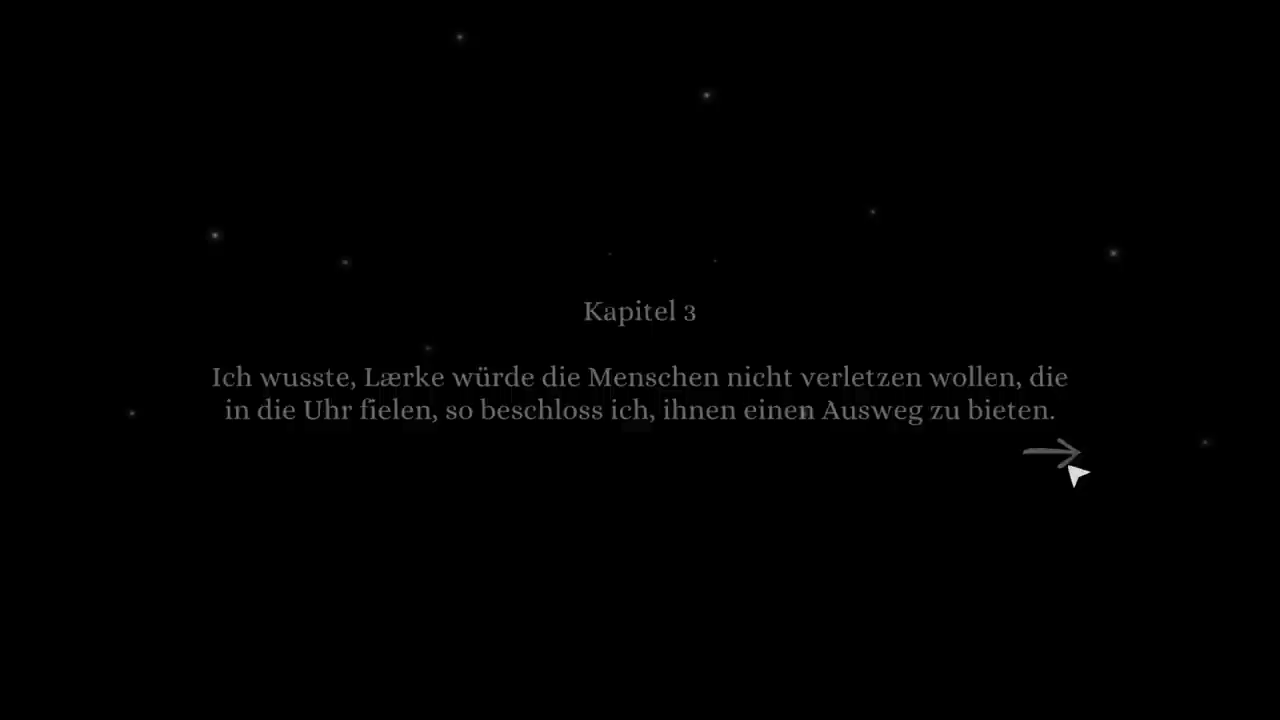 Kapitel 3
Ich wusste, Lærke würde die Menschen nicht verletzen wollen, die
in die Uhr fielen, so beschloss ich, ihnen einen Ausweg zu bieten.